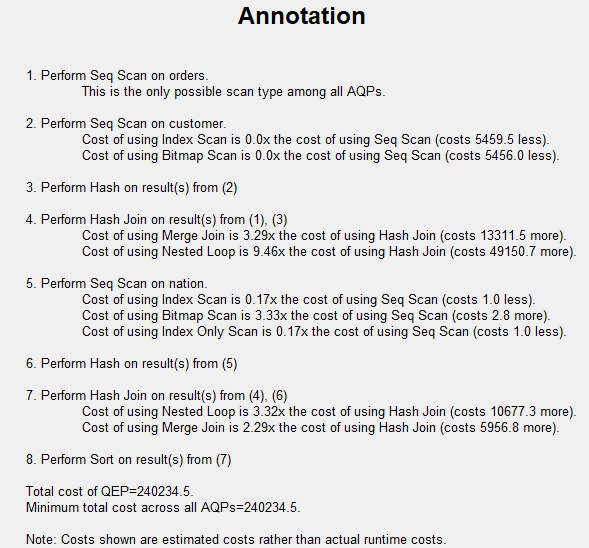 Annotation
1. Perform Seq Scan on orders.
This is the only possible scan type among all AQPs.
2. Perform Seq Scan on customer.
Cost of using Index Scan is 0.0x the cost of using Seq Scan (costs 5459.5 less).
Cost of using Bitmap Scan is 0.0x the cost of using Seq Scan (costs 5456.0 less).
3. Perform Hash on result(s) from (2)
4. Perform Hash Join on result(s) from (1), (3)
Cost of using Merge Join is 3.29x the cost of using Hash Join (costs 13311.5 more).
Cost of using Nested Loop is 9.46x the cost of using Hash Join (costs 49150.7 more).
5. Perform Seq Scan on nation.
Cost of using Index Scan is 0.17x the cost of using Seq Scan (costs 1.0 less).
Cost of using Bitmap Scan is 3.33x the cost of using Seq Scan (costs 2.8 more).
Cost of using Index Only Scan is 0.17x the cost of using Seq Scan (costs 1.0 less).
6. Perform Hash on result(s) from (5)
7. Perform Hash Join on result(s) from (4), (6)
Cost of using Nested Loop is 3.32x the cost of using Hash Join (costs 10677.3 more).
Cost of using Merge Join is 2.29x the cost of using Hash Join (costs 5956.8 more).
8. Perform Sort on result(s) from (7)
Total cost of QEP=240234.5.
Minimum total cost across all AQPs=240234.5.
Note: Costs shown are estimated costs rather than actual runtime costs.